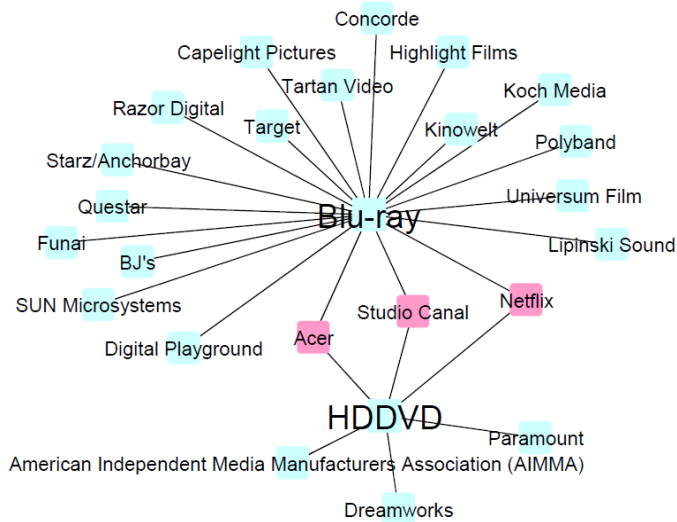 Concorde
Capelight Pictures
Highlight Films
Tartan Video
Koch Media
Razor Digital
Target
Kinowelt
Polyband
Starz/Anchorbay
Universum Film
Questar
Blu-ray
Funai
Lipinski Sound
BJ's
SUN Microsystems
Netflix
Studio Canal
Acer
Digital Playground
HDDVD
Paramount
American Independent Media Manufacturers Association (AIMMA)
Dreamworks